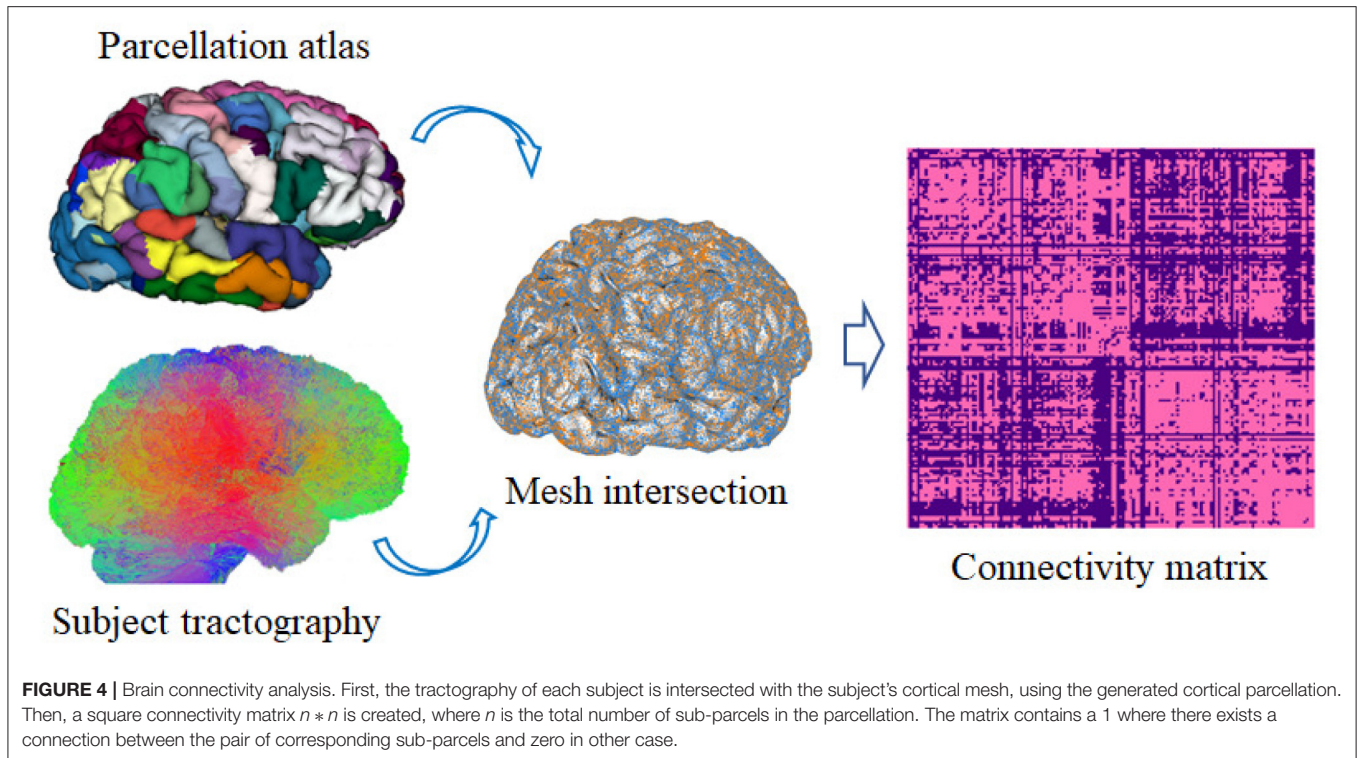 Parcellation atlas
Mesh intersection
Subject tractography
Connectivity matrix
FIGURE 4 | Brain connectivity analysis. First, the tractography of each subject is intersected with the subject's cortical mesh, using the generated cortical parcellation.
Then, a square connectivity matrix n * n is created, where n is the total number of sub-parcels in the parcellation. The matrix contains a 1 where there exists a
connection between the pair of corresponding sub-parcels and zero in other case.